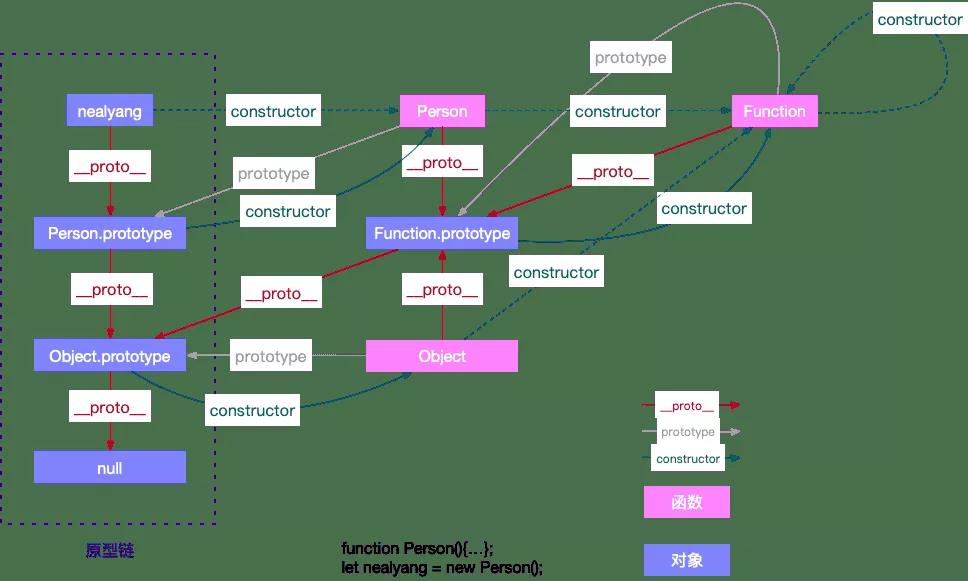 constructor
prototype
nealyang
constructor
Person
constructor
Function
__proto__
prototype
__proto__
__proto__
constructor
constructor
Person.prototype
Function.prototype
__proto__
__proto__
__proto__
constructor
Object.prototype
prototype
Object
__proto__
constructor
null
__proto__
prototype
constructor
函数
对象
原型链
function Person(){...};
let nealyang = new Person();